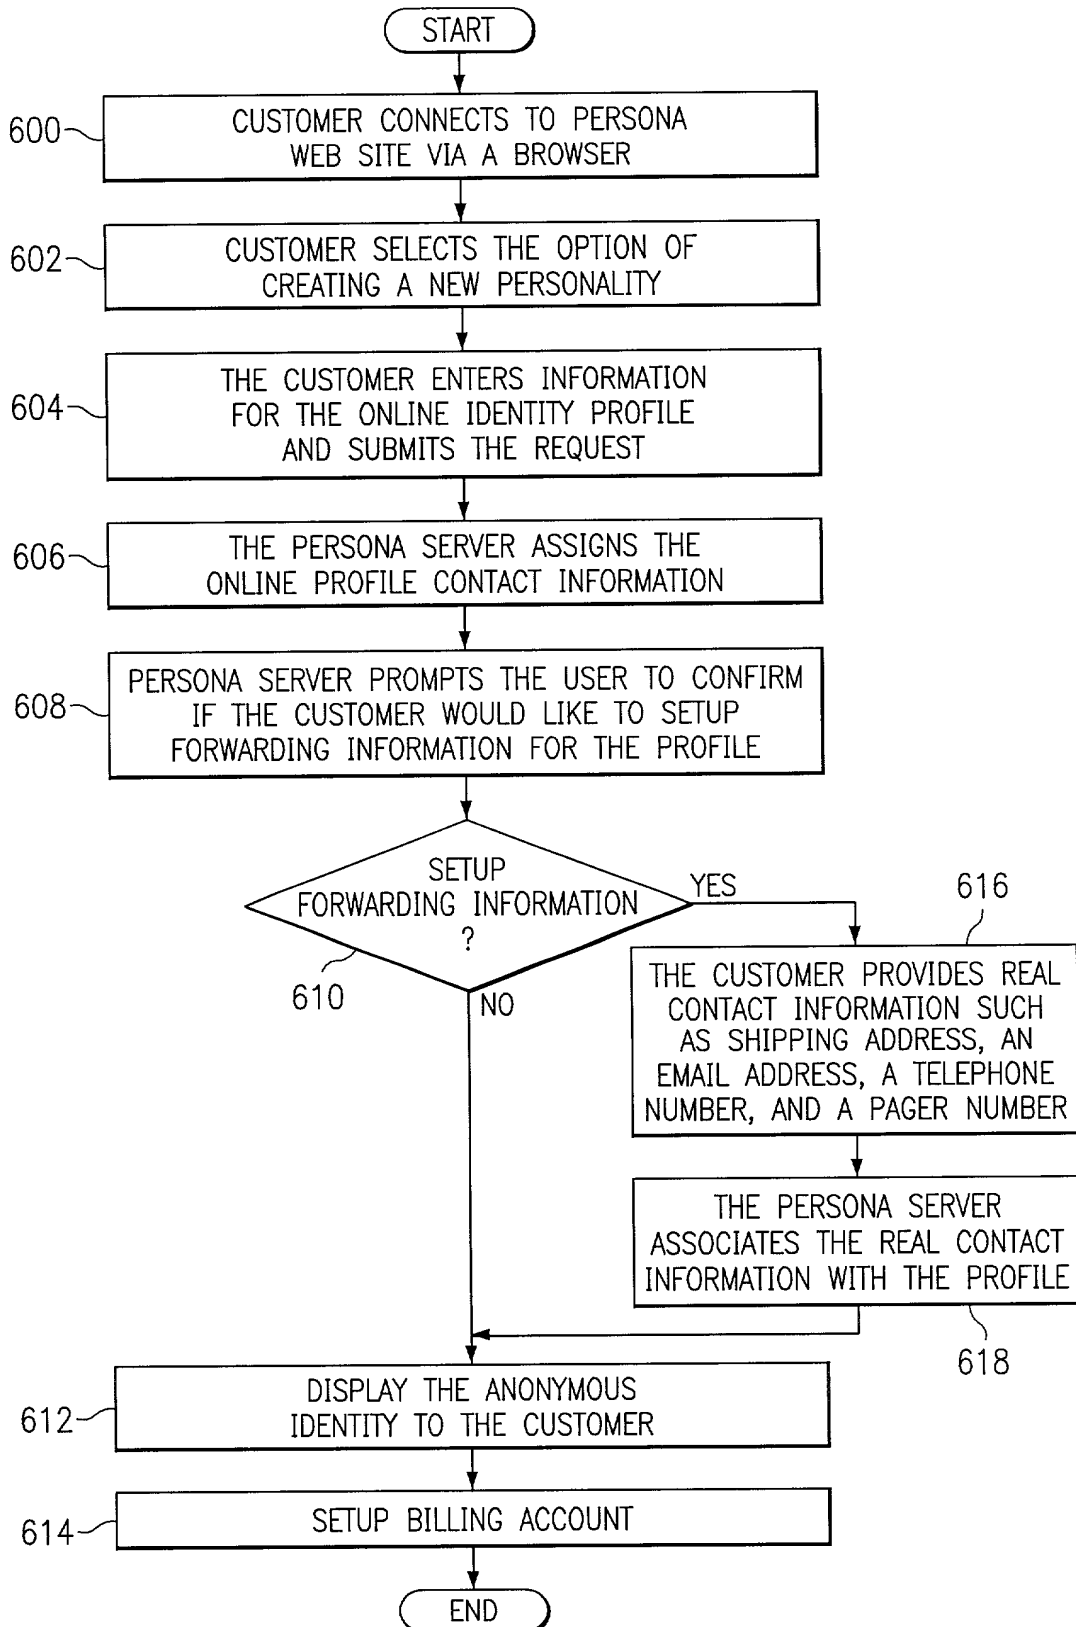 START
600
CUSTOMER CONNECTS TO PERSONA
WEB SITE VIA A BROWSER
602
CUSTOMER SELECTS THE OPTION OF
CREATING A NEW PERSONALITY
604
THE CUSTOMER ENTERS INFORMATION
FOR THE ONLINE IDENTITY PROFILE
AND SUBMITS THE REQUEST
606
THE PERSONA SERVER ASSIGNS THE
ONLINE PROFILE CONTACT INFORMATION
608
PERSONA SERVER PROMPTS THE USER TO CONFIRM
IF THE CUSTOMER WOULD LIKE TO SETUP
FORWARDING INFORMATION FOR THE PROFILE
SETUP
FORWARDING INFORMATION
?
610
YES
NO
616
THE CUSTOMER PROVIDES REAL
CONTACT INFORMATION SUCH
AS SHIPPING ADDRESS, AN
EMAIL ADDRESS, A TELEPHONE
NUMBER, AND A PAGER NUMBER
THE PERSONA SERVER
ASSOCIATES THE REAL CONTACT
INFORMATION WITH THE PROFILE
618
612
DISPLAY THE ANONYMOUS
IDENTITY TO THE CUSTOMER
614
SETUP BILLING ACCOUNT
END